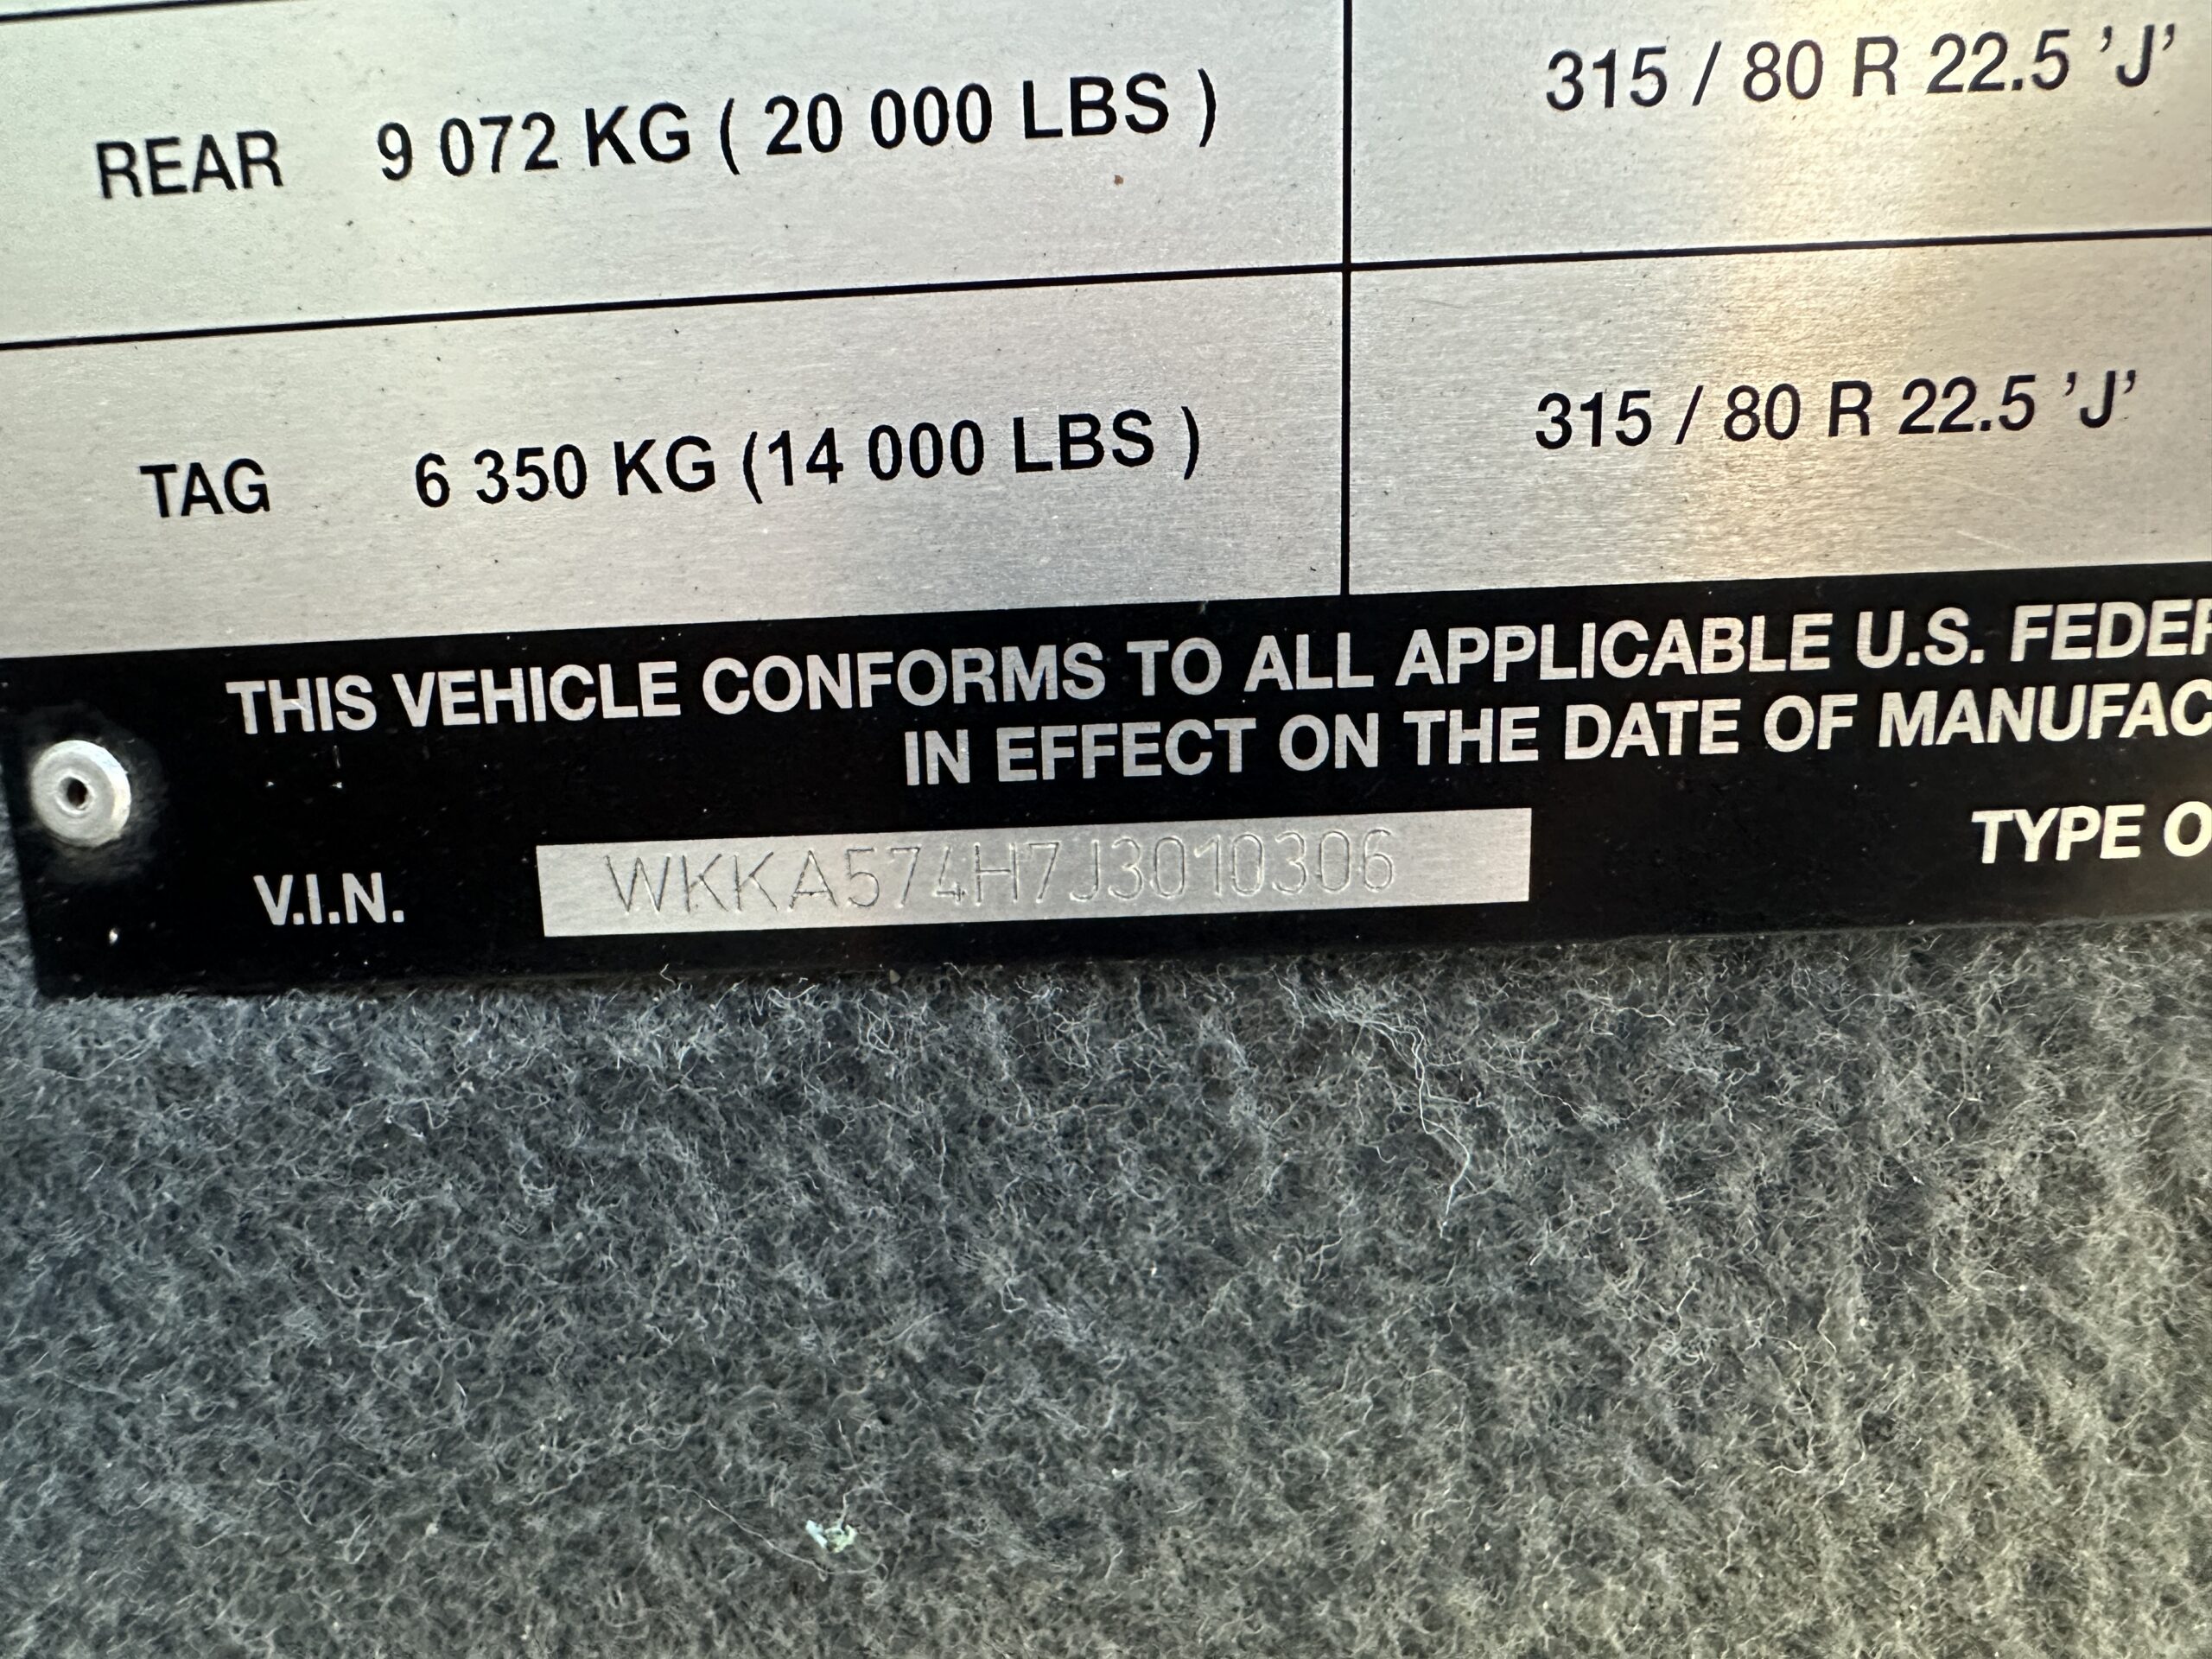 REAR 9 072 KG ( 20 000 LBS ) 315 / 80 R 22.5 'J'
TAG 6 350 KG (14 000 LBS ) 315 / 80 R 22.5 'J'
THIS VEHICLE CONFORMS TO ALL APPLICABLE U.S. FEDER
IN EFFECT ON THE DATE OF MANUFAC
V.I.N. WKKA574H7J3010306 TYPE O